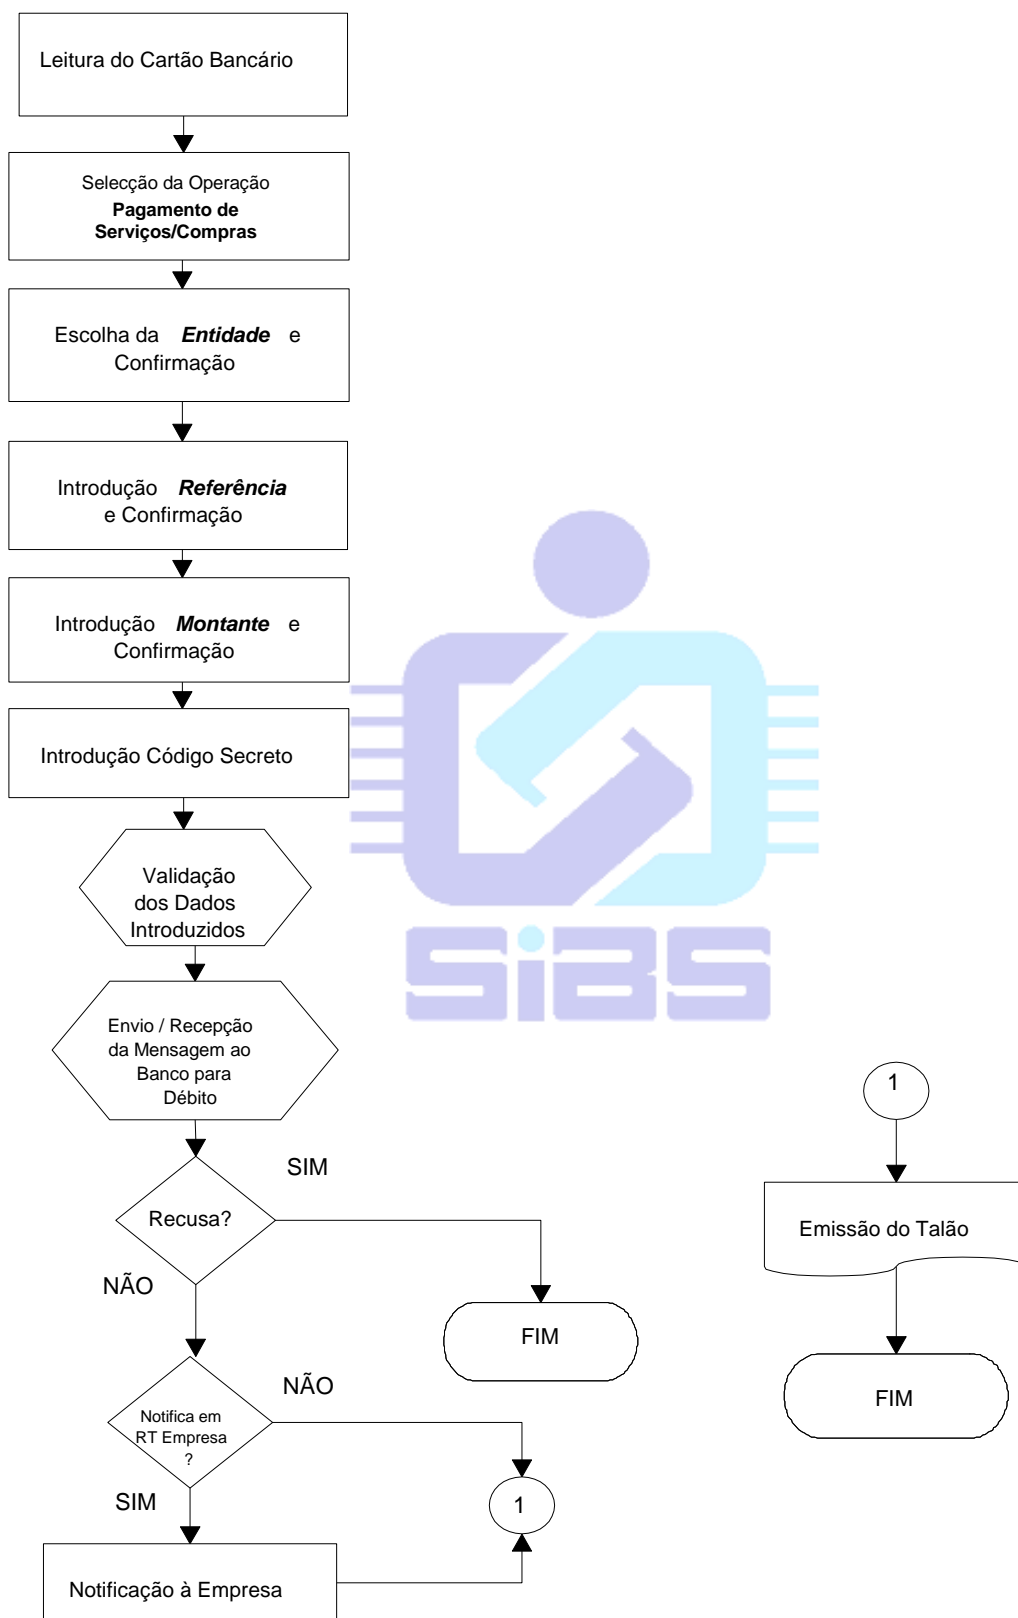 Leitura do Cartão Bancário
Selecção da Operação
Pagamento de
Serviços/Compras
Escolha da Entidade e
Confirmação
Introdução Referência
e Confirmação
Introdução Montante e
Confirmação
Introdução Código Secreto
Validação
dos Dados
Introduzidos
Envio / Recepção
da Mensagem ao
Banco para
Débito
SIM
Recusa?
NÃO
FIM
NÃO
Notifica em
RT Empresa
?
SIM
1
Notificação à Empresa
SiBS
1
Emissão do Talão
FIM